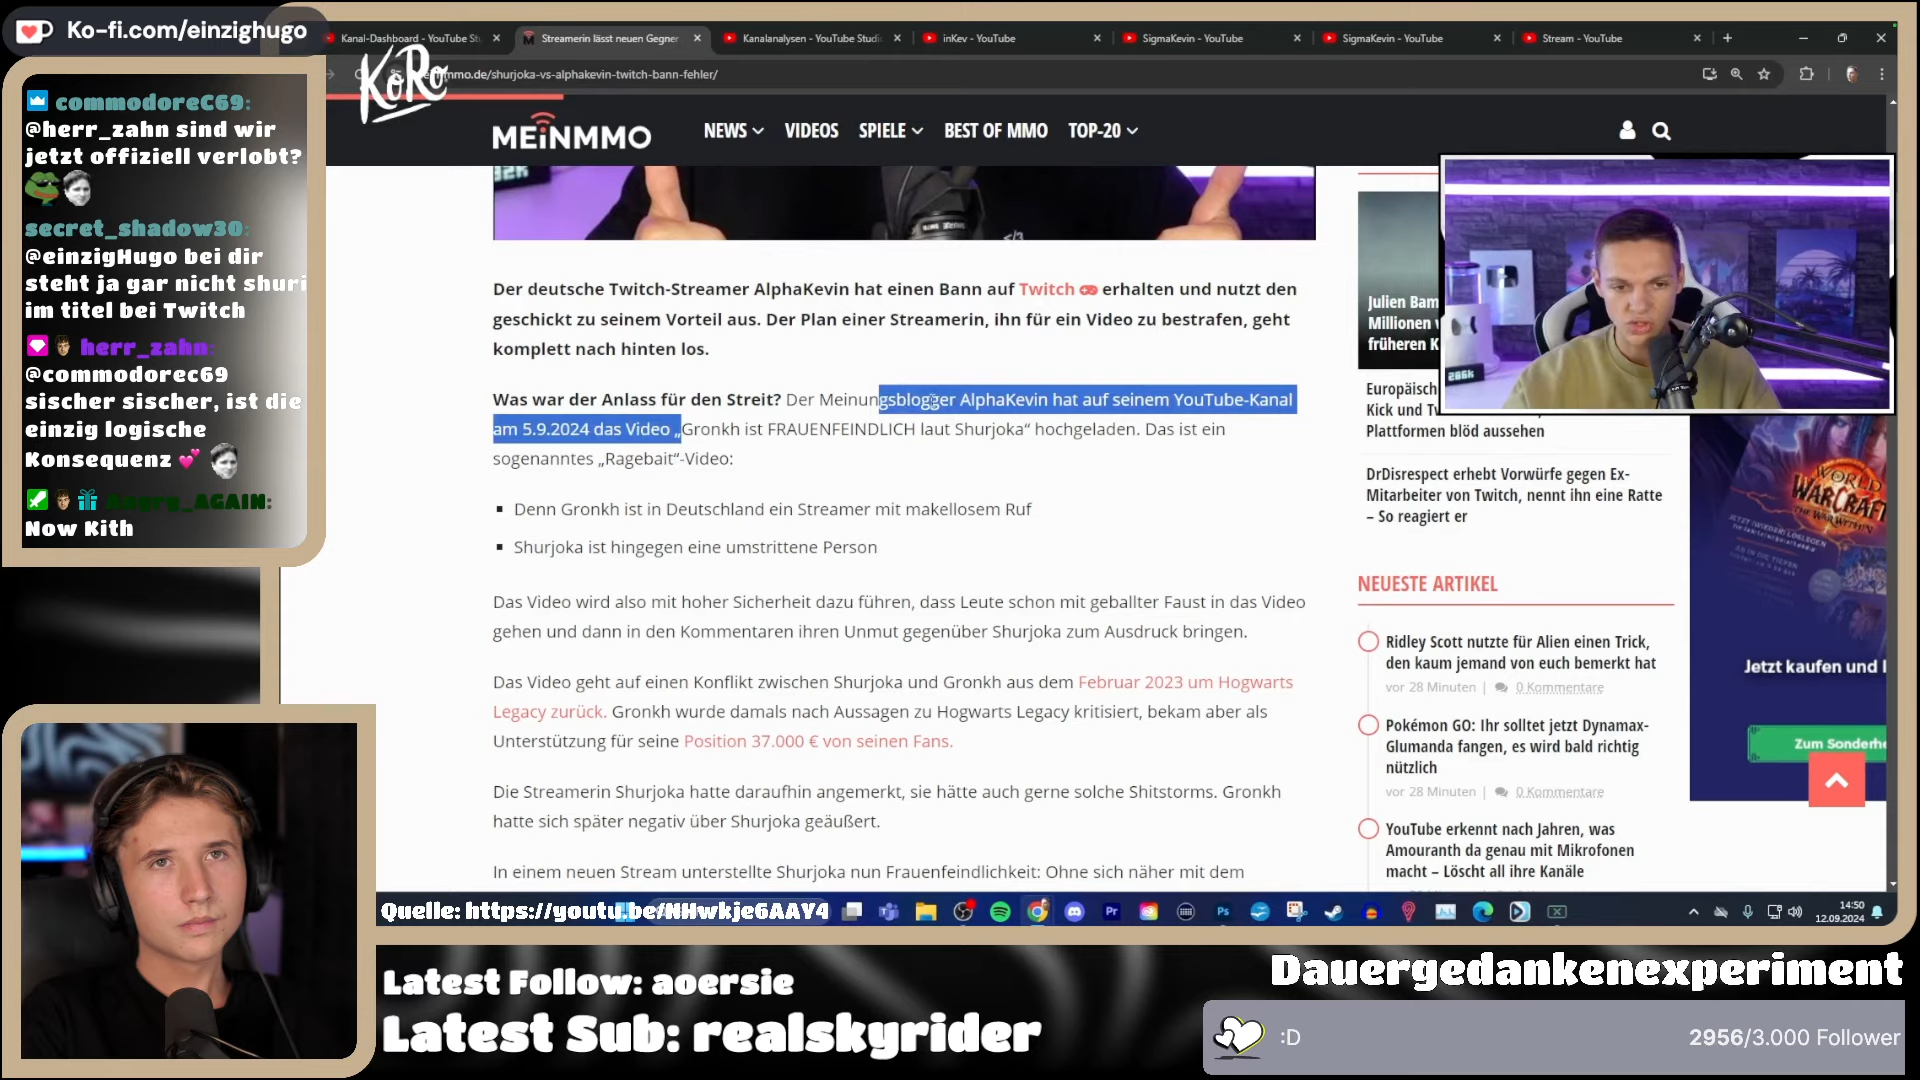 Ko-fi.com/einzighugo
commodoreC69:
@herr_zahn sind wir
jetzt offiziell verlobt?
secret_shadow30:
@einzigHugo bei dir
steht ja gar nicht shuri
im titel bei Twitch
herr_zahn:
@commodorec69
sischer sischer, ist die
einzig logische
Konsequenz
Angry_AGAIN:
Now Kith
Kanal-Dashboard - YouTube St
Streamerin lässt neuen Gegner
Kanalanalysen - YouTube Studi
inKev - YouTube
SigmaKevin - YouTube
SigmaKevin - YouTube
Stream - YouTube
KoRo
mmo.de/shurjoka-vs-alphakevin-twitch-bann-fehler/
MEiNMMO
NEWS
VIDEOS
SPIELE
BEST OF MMO
TOP-20
Der deutsche Twitch-Streamer AlphaKevin hat einen Bann auf Twitch erhalten und nutzt den
geschickt zu seinem Vorteil aus. Der Plan einer Streamerin, ihn für ein Video zu bestrafen, geht
komplett nach hinten los.
Was war der Anlass für den Streit? Der Meinungsblogger AlphaKevin hat auf seinem YouTube-Kanal
am 5.9.2024 das Video „Gronkh ist FRAUENFEINDLICH laut Shurjoka“ hochgeladen. Das ist ein
sogenanntes „Ragebait“-Video:
▪ Denn Gronkh ist in Deutschland ein Streamer mit makellosem Ruf
▪ Shurjoka ist hingegen eine umstrittene Person
Das Video wird also mit hoher Sicherheit dazu führen, dass Leute schon mit geballter Faust in das Video
gehen und dann in den Kommentaren ihren Unmut gegenüber Shurjoka zum Ausdruck bringen.
Das Video geht auf einen Konflikt zwischen Shurjoka und Gronkh aus dem Februar 2023 um Hogwarts
Legacy zurück. Gronkh wurde damals nach Aussagen zu Hogwarts Legacy kritisiert, bekam aber als
Unterstützung für seine Position 37.000 € von seinen Fans.
Die Streamerin Shurjoka hatte daraufhin angemerkt, sie hätte auch gerne solche Shitstorms. Gronkh
hatte sich später negativ über Shurjoka geäußert.
In einem neuen Stream unterstellte Shurjoka nun Frauenfeindlichkeit: Ohne sich näher mit dem
Julien Bam
Millionen
früheren K
Europäisch
Kick und Tw
Plattformen blöd aussehen
DrDisrespect erhebt Vorwürfe gegen Ex-
Mitarbeiter von Twitch, nennt ihn eine Ratte
– So reagiert er
NEUESTE ARTIKEL
Ridley Scott nutzte für Alien einen Trick,
den kaum jemand von euch bemerkt hat
vor 28 Minuten | 0 Kommentare
Pokémon GO: Ihr solltet jetzt Dynamax-
Glumanda fangen, es wird bald richtig
nützlich
vor 28 Minuten | 0 Kommentare
YouTube erkennt nach Jahren, was
Amouranth da genau mit Mikrofonen
macht – Löscht all ihre Kanäle
286k
WORLD
WARCRAFT
THE WAR WITHIN
Jetzt kaufen und
Zum Sonderhe
Quelle: https://youtu.be/NHwkje6AAY4
14:50
12.09.2024
Latest Follow: aoersie
Latest Sub: realskyrider
Dauergedankenexperiment
:D
2956/3.000 Follower